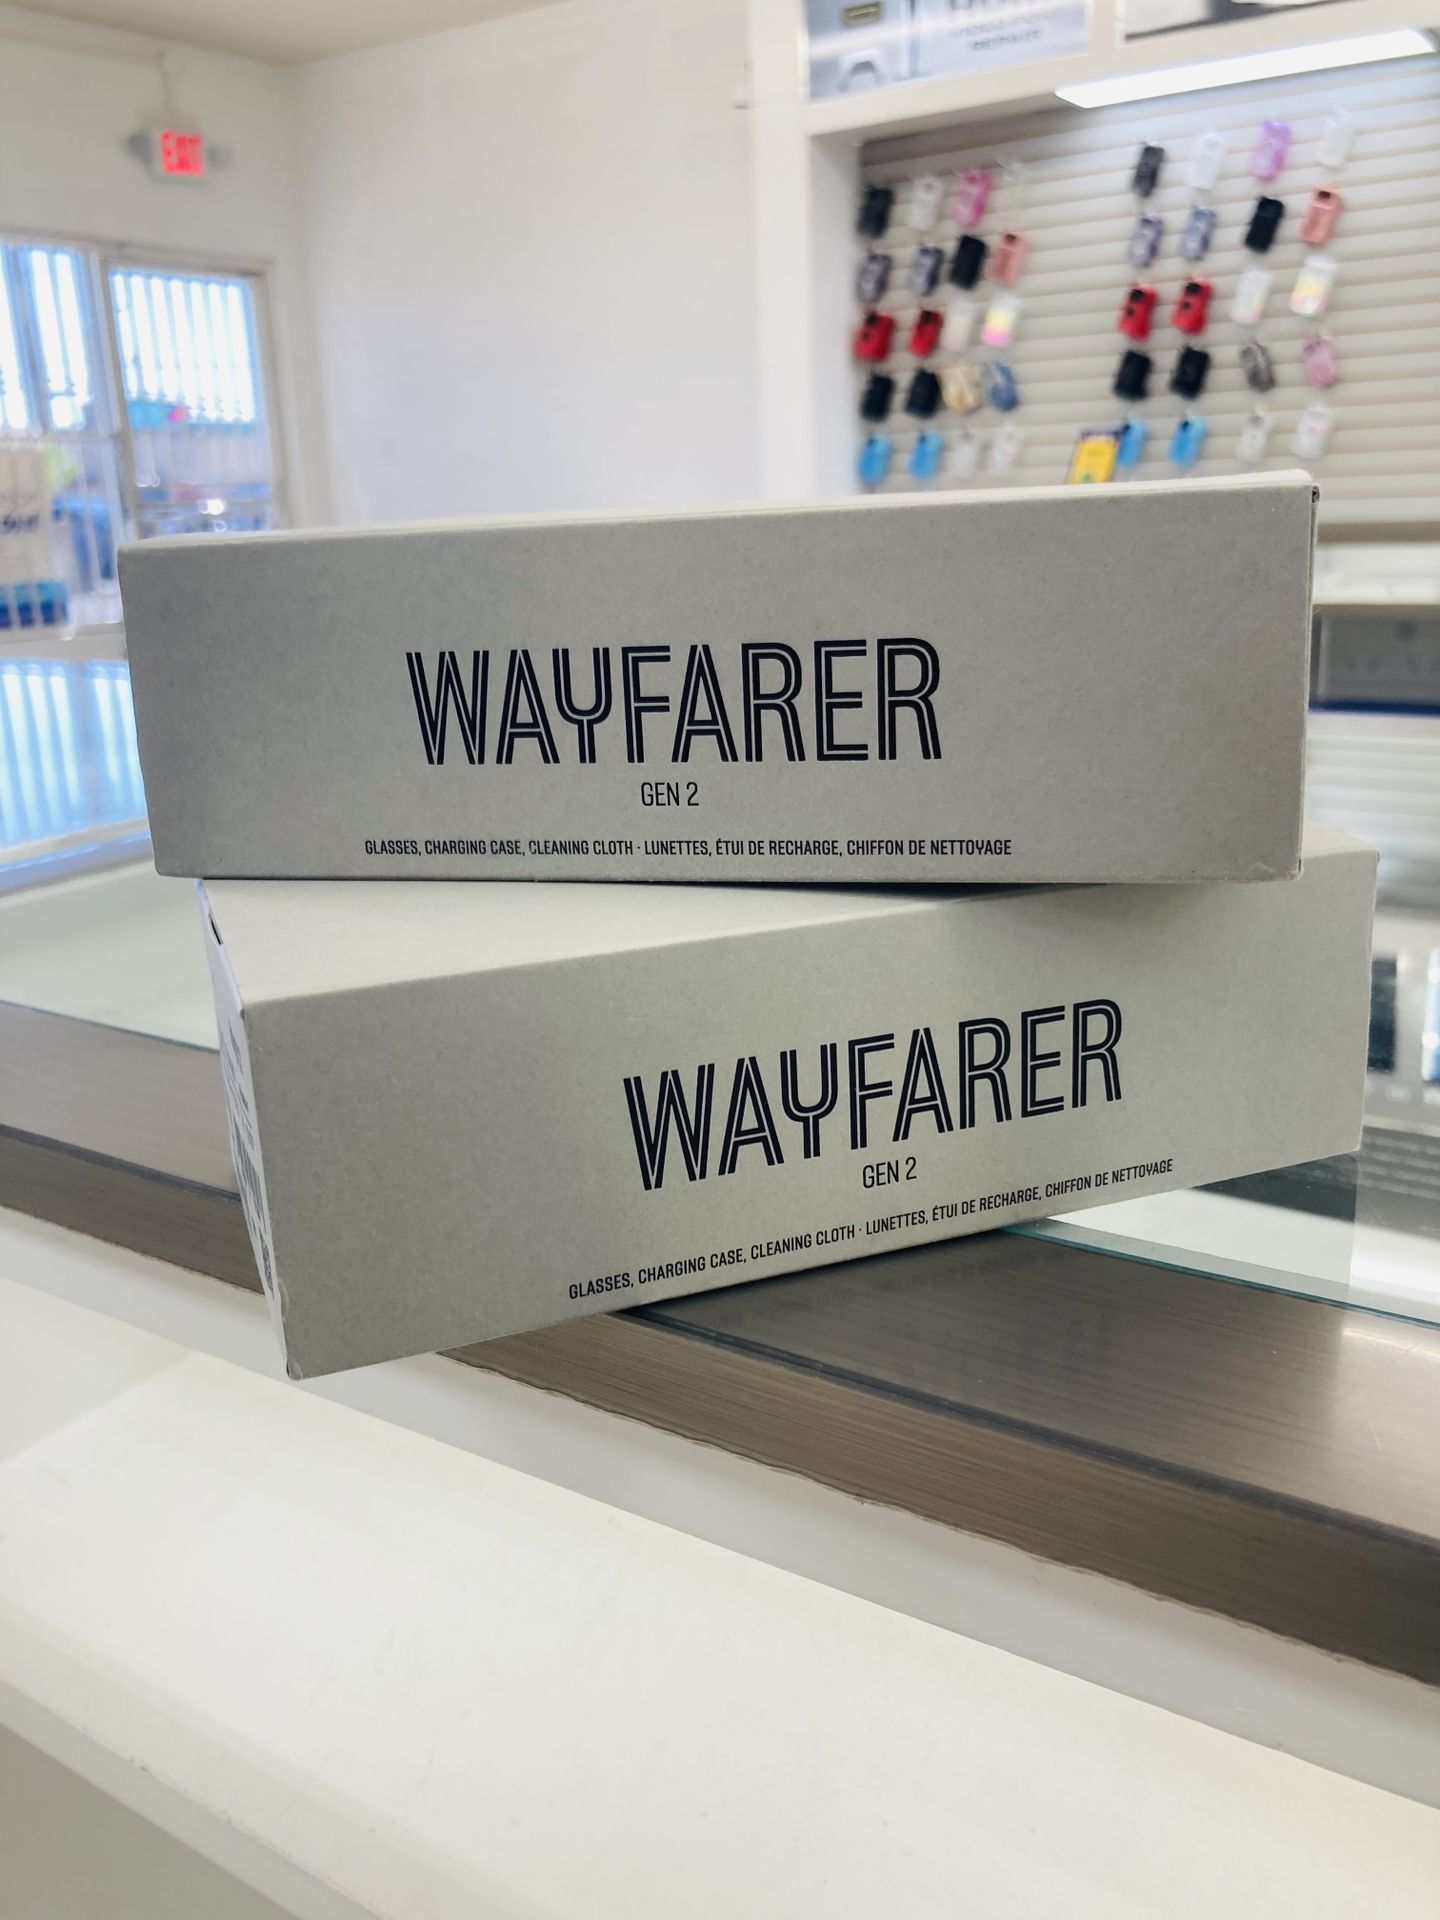 EXIT
REPAIR
WAYFARER
GEN 2
GLASSES, CHARGING CASE, CLEANING CLOTH · LUNETTES, ÉTUI DE RECHARGE, CHIFFON DE NETTOYAGE
WAYFARER
GEN 2
GLASSES, CHARGING CASE, CLEANING CLOTH · LUNETTES, ÉTUI DE RECHARGE, CHIFFON DE NETTOYAGE